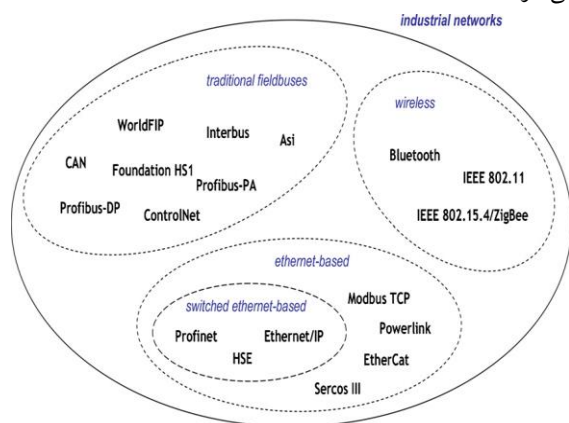 industrial networks
traditional fieldbuses
WorldFIP
Interbus
Asi
CAN
Foundation HS1
Profibus-PA
Profibus-DP
ControlNet
wireless
Bluetooth
IEEE 802.11
IEEE 802.15.4/ZigBee
ethernet-based
switched ethernet-based
Profinet
Ethernet/IP
HSE
Modbus TCP
Powerlink
EtherCat
Sercos III